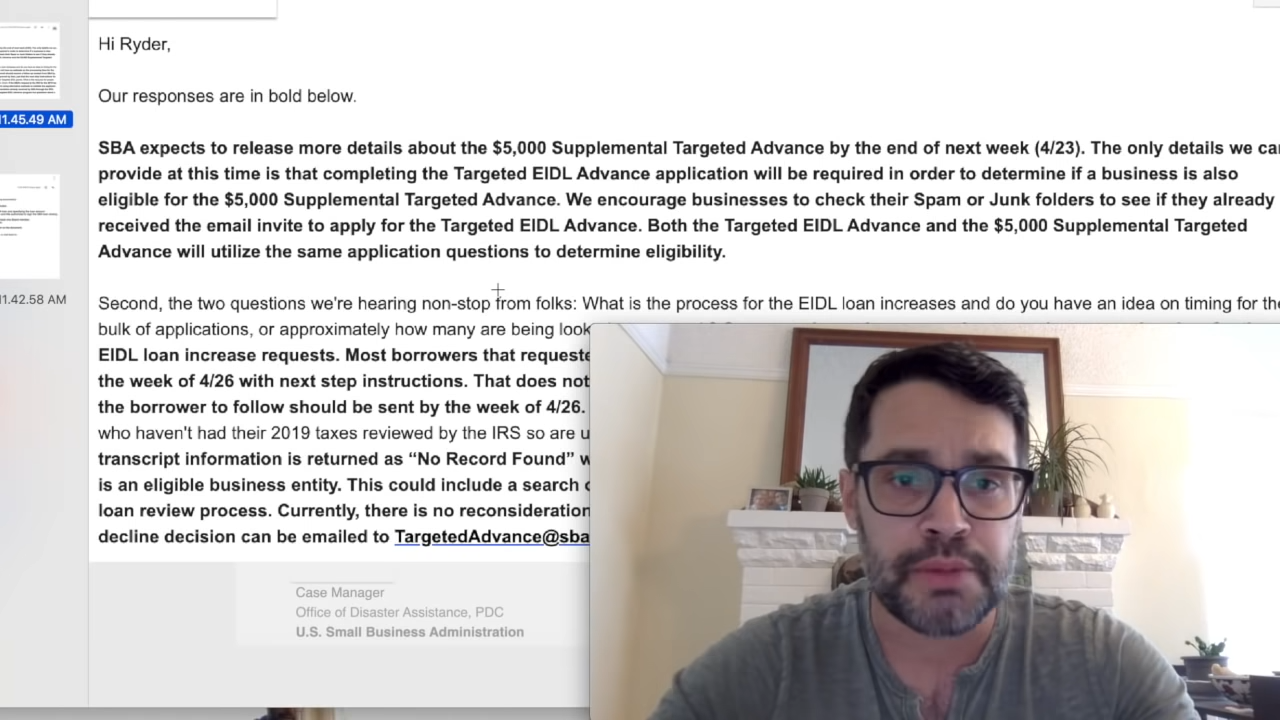 Hi Ryder,
Our responses are in bold below.
SBA expects to release more details about the $5,000 Supplemental Targeted Advance by the end of next week (4/23). The only details we can
provide at this time is that completing the Targeted EIDL Advance application will be required in order to determine if a business is also
eligible for the $5,000 Supplemental Targeted Advance. We encourage businesses to check their Spam or Junk folders to see if they already
received the email invite to apply for the Targeted EIDL Advance. Both the Targeted EIDL Advance and the $5,000 Supplemental Targeted
Advance will utilize the same application questions to determine eligibility.
Second, the two questions we're hearing non-stop from folks: What is the process for the EIDL loan increases and do you have an idea on timing for the
bulk of applications, or approximately how many are being look
EIDL loan increase requests. Most borrowers that requeste
the week of 4/26 with next step instructions. That does not
the borrower to follow should be sent by the week of 4/26.
who haven't had their 2019 taxes reviewed by the IRS so are u
transcript information is returned as “No Record Found” w
is an eligible business entity. This could include a search o
loan review process. Currently, there is no reconsideration
decline decision can be emailed to TargetedAdvance@sba
Case Manager
Office of Disaster Assistance, PDC
U.S. Small Business Administration
11.45.49 AM
11.42.58 AM